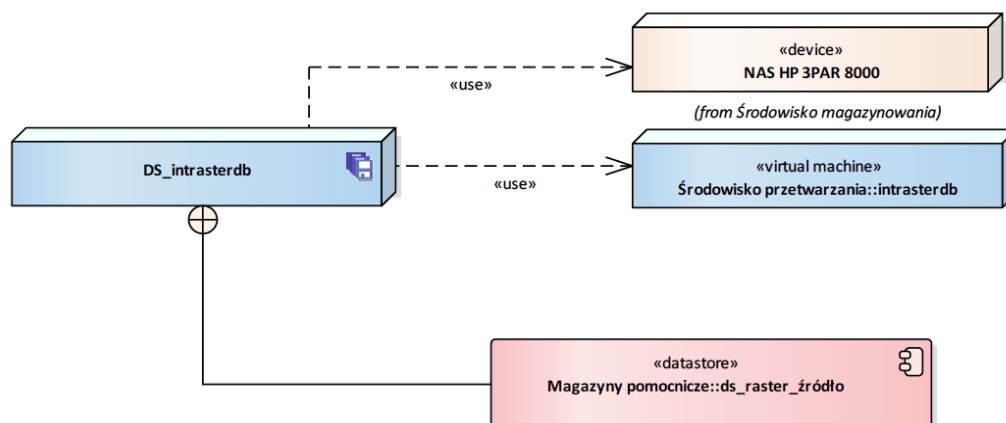 «device»
NAS HP 3PAR 8000
«use»
(from Środowisko magazynowania)
DS_intrasterdb
«virtual machine»
Środowisko przetwarzania::intrasterdb
«use»
«datastore»
Magazyny pomocnicze::ds_raster_źródło